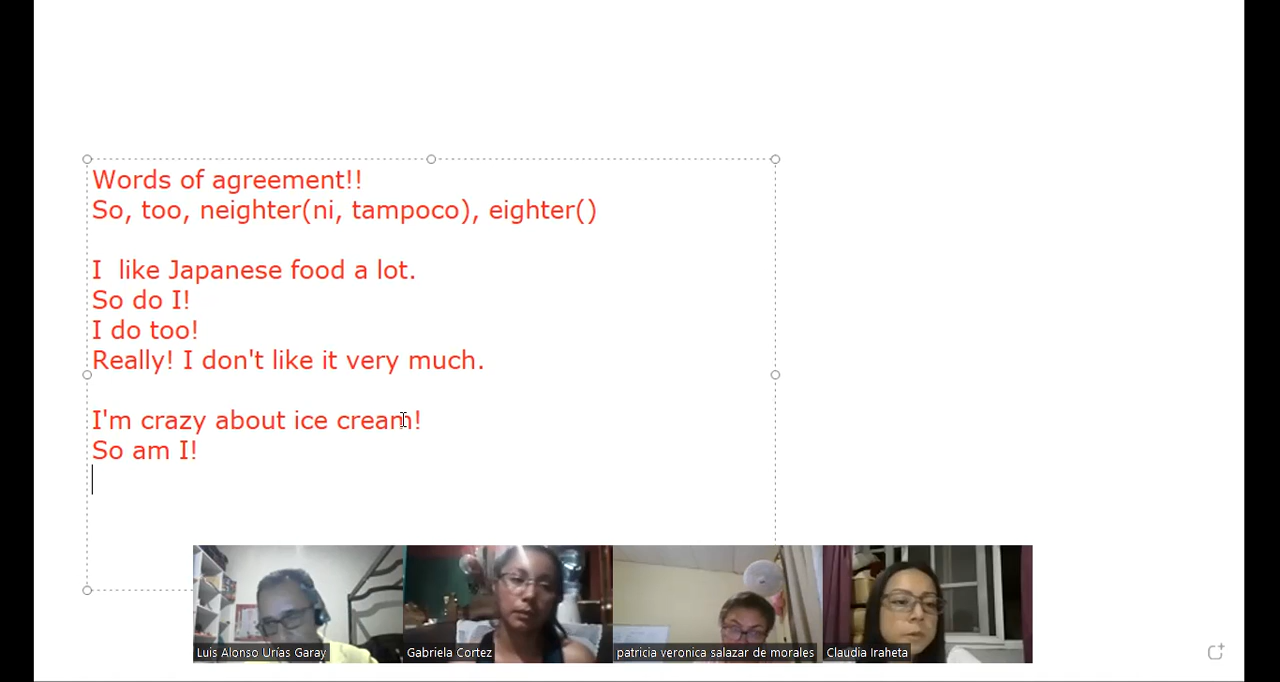 Words of agreement!!
So, too, neighter(ni, tampoco), eighter()
I  like Japanese food a lot.
So do I!
I do too!
Really! I don't like it very much.
I'm crazy about ice cream!
So am I!
Luis Alonso Urías Garay
Gabriela Cortez
patricia veronica salazar de morales
Claudia Iraheta